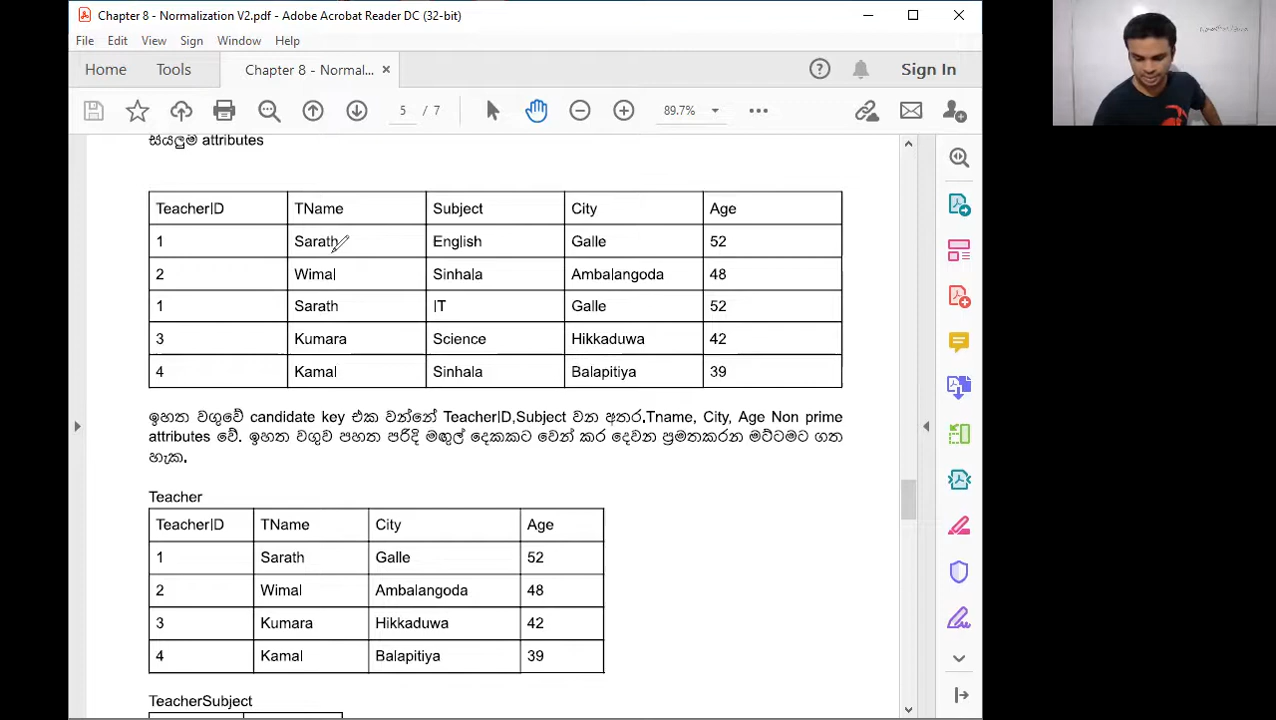 Chapter 8 - Normalization V2.pdf - Adobe Acrobat Reader DC (32-bit)
File Edit View Sign Window Help
Home Tools Chapter 8 - Normal... Sign In
5 / 7 89.7%
සියලුම attributes
TeacherID TName Subject City Age
1 Sarath English Galle 52
2 Wimal Sinhala Ambalangoda 48
1 Sarath IT Galle 52
3 Kumara Science Hikkaduwa 42
4 Kamal Sinhala Balapitiya 39
ඉහත වගුවේ candidate key එක වන්නේ TeacherID,Subject වන අතර,Tname, City, Age Non prime
attributes වේ. ඉහත වගුව පහත පරිදි මඟුල් දෙකකට වෙන් කර දෙවන ප්‍රමතකරන මට්ටමට ගත
හැක.
Teacher
TeacherID TName City Age
1 Sarath Galle 52
2 Wimal Ambalangoda 48
3 Kumara Hikkaduwa 42
4 Kamal Balapitiya 39
TeacherSubject